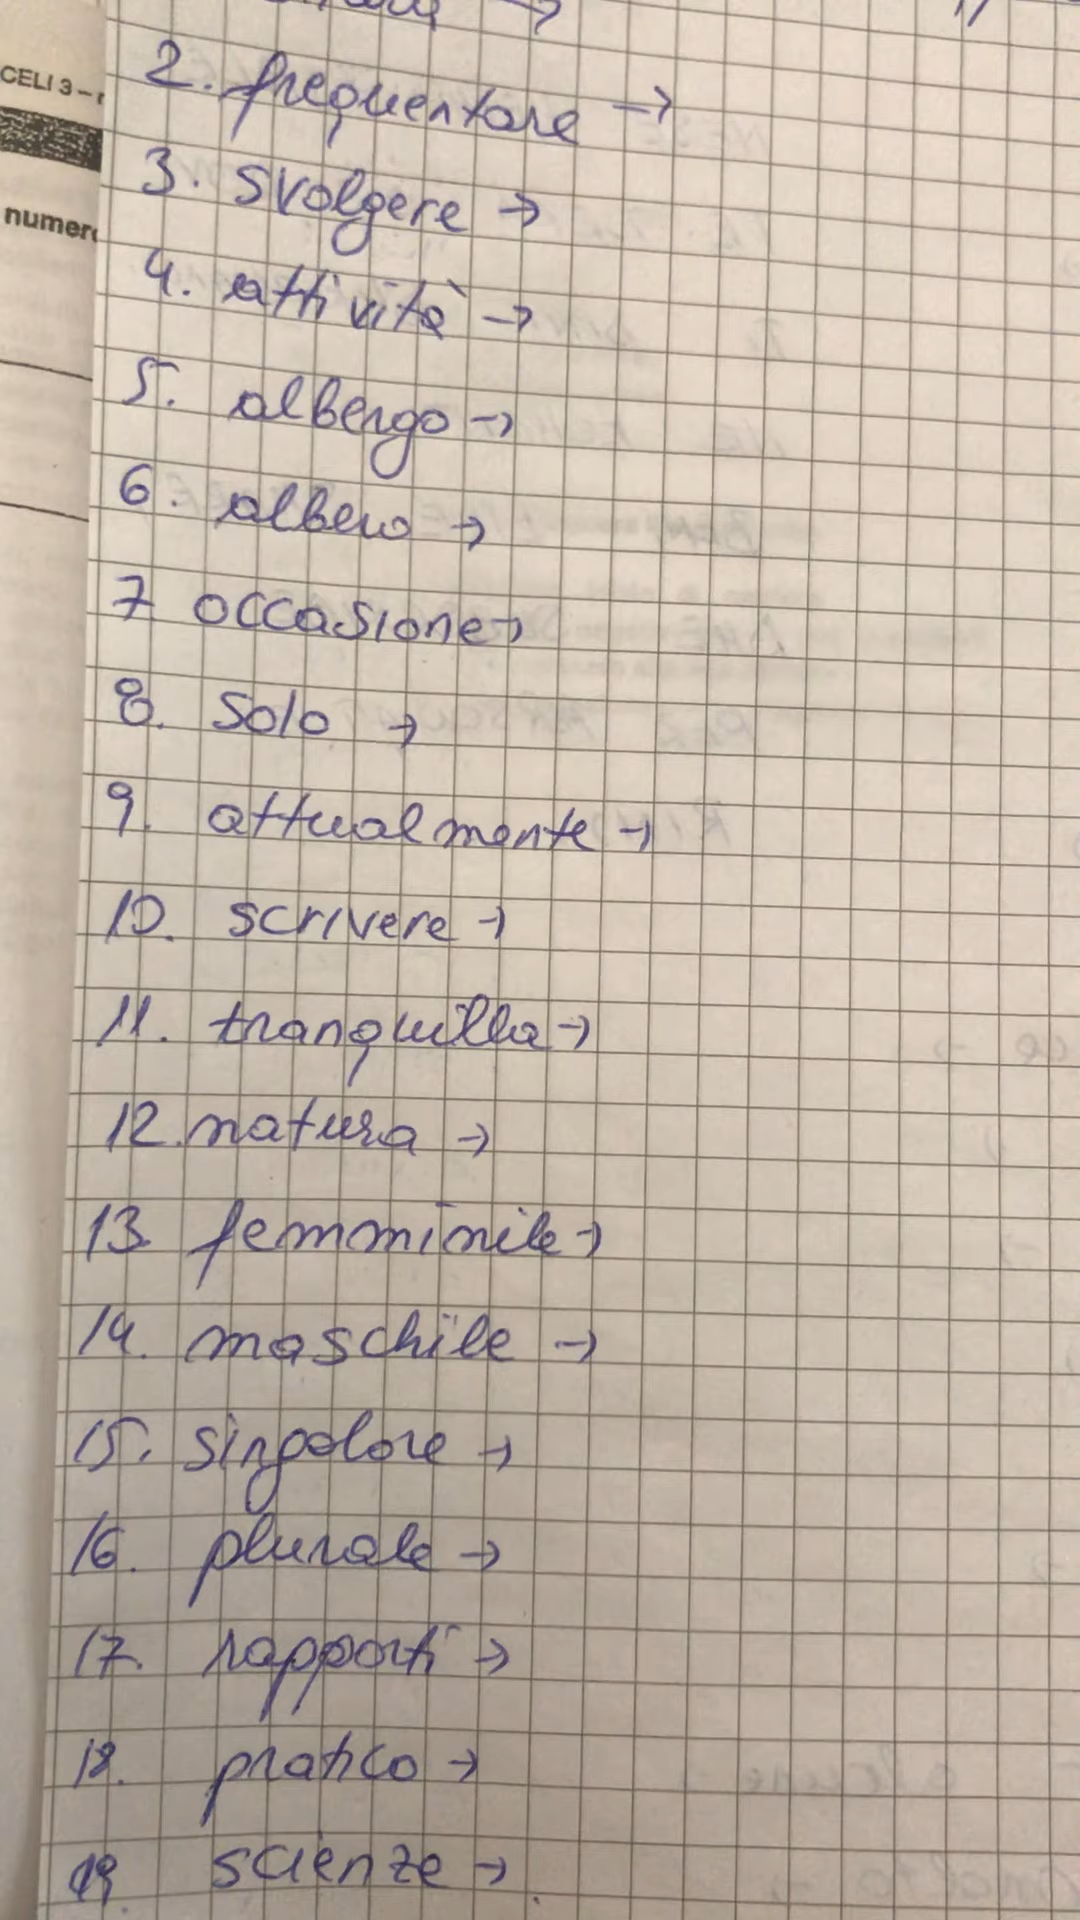 2. frequentare →
CELI 3 –
3. svolgere →
4. attività →
5. albergo →
6. albero →
7 occasione →
8. solo →
9. attualmente →
10. scrivere →
11. tranquilla →
12. natura →
13. femminile →
14. maschile →
15. singolare →
16. plurale →
17. rapporti →
18. pratico →
19 scienze →